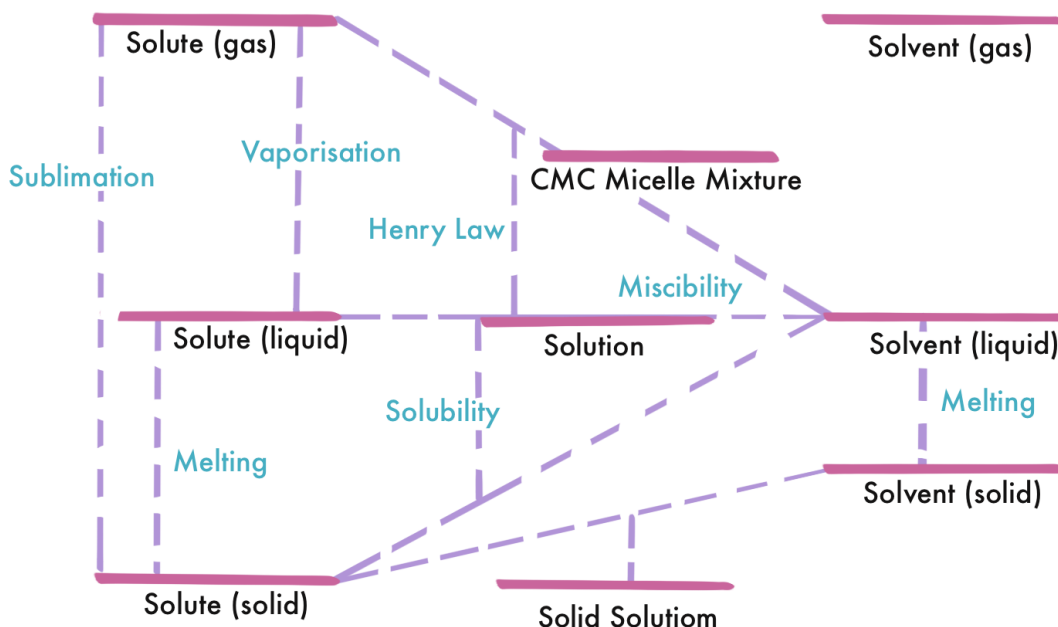 Solute (gas)
Solvent (gas)
Vaporisation
Sublimation
CMC Micelle Mixture
Henry Law
Miscibility
Solute (liquid)
Solution
Solvent (liquid)
Solubility
Melting
Melting
Solvent (solid)
Solute (solid)
Solid Solutiom